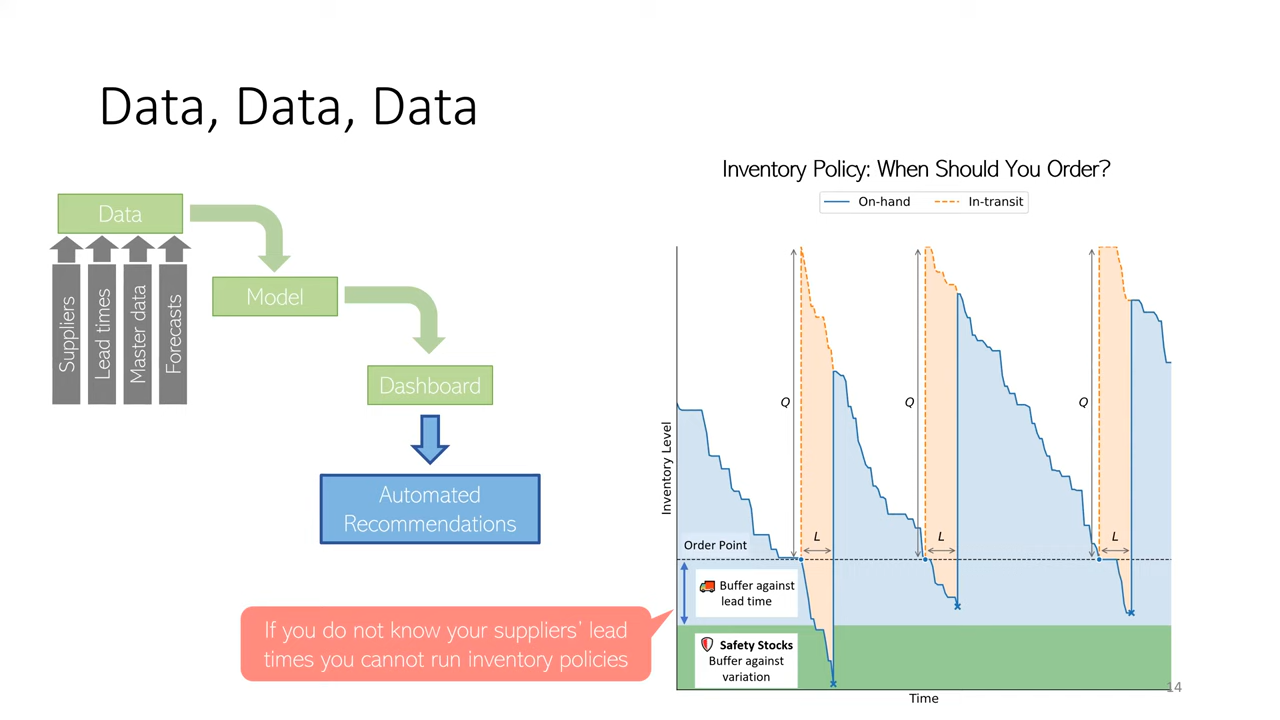 Data, Data, Data
Data
Suppliers
Lead times
Master data
Forecasts
Model
Dashboard
Automated
Recommendations
If you do not know your suppliers’ lead
times you cannot run inventory policies
Inventory Policy: When Should You Order?
On-hand
In-transit
Inventory Level
Q
Q
Q
L
L
L
Order Point
Buffer against
lead time
Safety Stocks
Buffer against
variation
Time
14